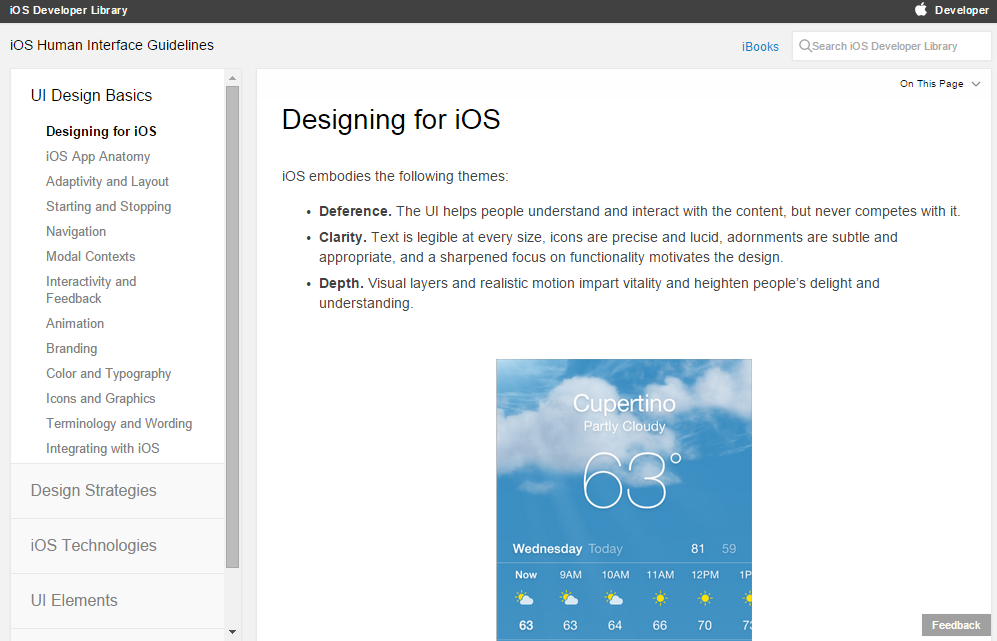 iOS Developer Library
Developer
iOS Human Interface Guidelines
iBooks
Search iOS Developer Library
UI Design Basics
Designing for iOS
iOS App Anatomy
Adaptivity and Layout
Starting and Stopping
Navigation
Modal Contexts
Interactivity and
Feedback
Animation
Branding
Color and Typography
Icons and Graphics
Terminology and Wording
Integrating with iOS
Design Strategies
iOS Technologies
UI Elements
On This Page
Designing for iOS
iOS embodies the following themes:
• Deference. The UI helps people understand and interact with the content, but never competes with it.
• Clarity. Text is legible at every size, icons are precise and lucid, adornments are subtle and
appropriate, and a sharpened focus on functionality motivates the design.
• Depth. Visual layers and realistic motion impart vitality and heighten people’s delight and
understanding.
Cupertino
Partly Cloudy
63°
Wednesday Today 81 59
Now 9AM 10AM 11AM 12PM
63 63 64 66 70
Feedback